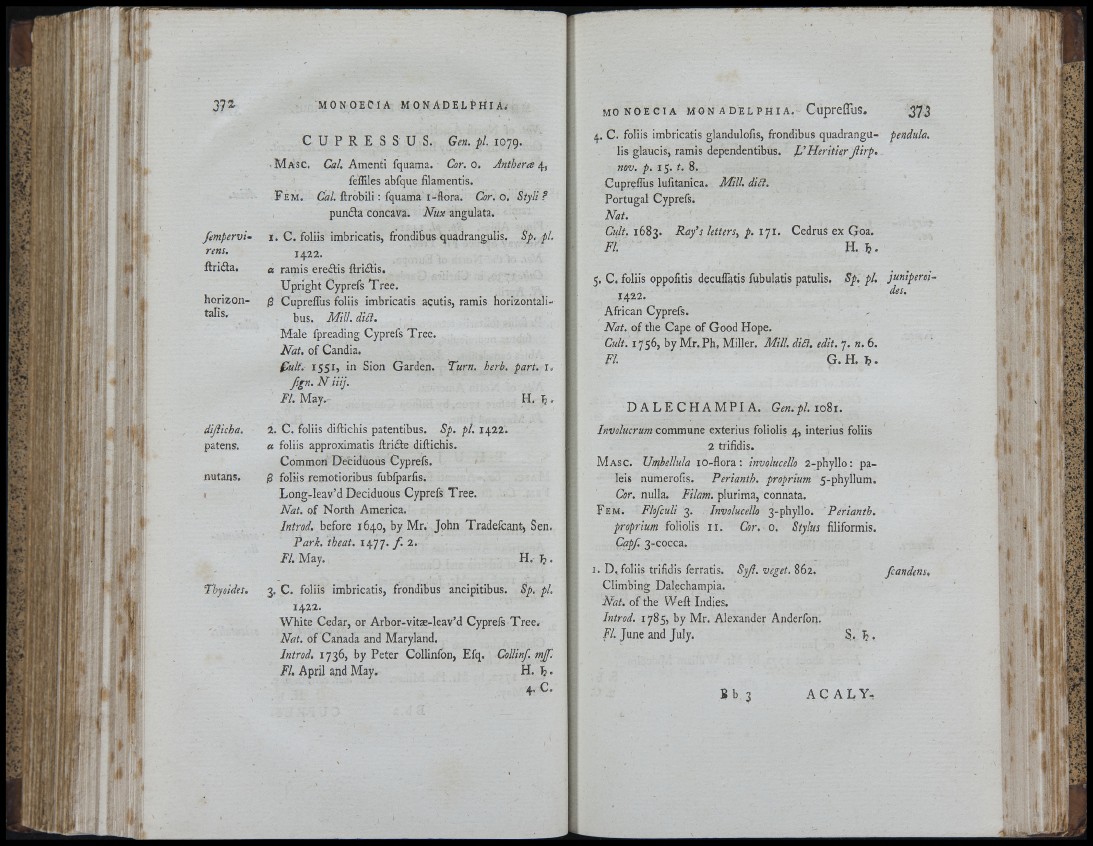 372 MONOECIA MONADELPHIA.
CUPRESSUS. Gen. pl. 1079.
MASC. Cal. Amenti ſquama. Cor. 0. Antheræ 4,
ſeſſiles abſque filamentis.
FEM. Cal. ſtrobili : ſquama 1-flora. Cor. 0. Styli ?
puncta concava. Nux angulata.
ſempervi- 1. C. foliis imbricatis, frondibus quadrangulis. Sp. pl.
rens. 1422.
ſtricta. α ramis erectis ſtrictis.
Upright Cypreſs Tree.
horizon- β Cupreſſus foliis imbricatis acutis, ramis horizontali-
talis. bus. Mill. dict.
Male ſpreading Cypreſs Tree.
Nat. of Candia.
Cult. 1551, in Sion Garden. Turn. herb. part. 1.
ſign. N iiij.
Fl. May. H. ♄.
diſticha. 2. C. foliis diſtichis patentibus. Sp. pl. 1422.
patens. α foliis approximatis ſtricte diſtichis.
Common Deciduous Cypreſs.
nutans. β foliis remotioribus ſubſparſis.
Long-leav'd Deciduous Cypreſs Tree.
Nat. of North America.
Introd. before 1640, by Mr. John Tradeſcant, Sen.
Park. theat. 1477. f. 2.
Fl. May. H. ♄.
Thyoides. 3. C. foliis imbricatis, frondibus ancipitibus. Sp. pl.
1422.
White Cedar, or Arbor-vitæ-leav'd Cypreſs Tree.
Nat. of Canada and Maryland.
Introd. 1736, by Peter Collinſon, Eſq. Collinſ. mſſ.
Fl. April and May. H. ♄.
4. C.
MONOECIA MONADELPHIA. Cupreſſus. 373
4. C. foliis imbricatis glanduloſis, frondibus quadrangu- pendula.
lis glaucis, ramis dependentibus. L'Heritier ſtirp.
nov. p. 15. t. 8.
Cupreſſus luſitanica. Mill. dict.
Portugal Cypreſs.
Nat.
Cult. 1683. Ray's letters, p. 171. Cedrus ex Goa.
Fl. H. ♄.
5. C. foliis oppoſitis decuſſatis ſubulatis patulis. Sp. pl. juniperoi-
1422. des.
African Cypreſs.
Nat. of the Cape of Good Hope.
Cult. 1756, by Mr. Ph. Miller. Mill. dict. edit. 7. n. 6.
Fl. G. H. ♄.
DALECHAMPIA. Gen. pl. 1081.
Involucrum commune exterius foliolis 4, interius foliis
2 trifidis.
MASC. Umbellula 10-flora : involucello 2-phyllo : pa-
leis numeroſis. Perianth. proprium 5-phyllum.
Cor. nulla. Filam. plurima, connata.
FEM. Floſculi 3. Involucello 3-phyllo. Perianth.
proprium foliolis 11. Cor. 0. Stylus filiformis.
Capſ. 3-cocca.
1. D. foliis trifidis ſerratis. Syſt. veget. 862. ſcandens.
Climbing Dalechampia.
Nat. of the Weſt Indies.
Introd. 1785, by Mr. Alexander Anderſon.
Fl. June and July. S. ♄.
B b 3 ACALY-